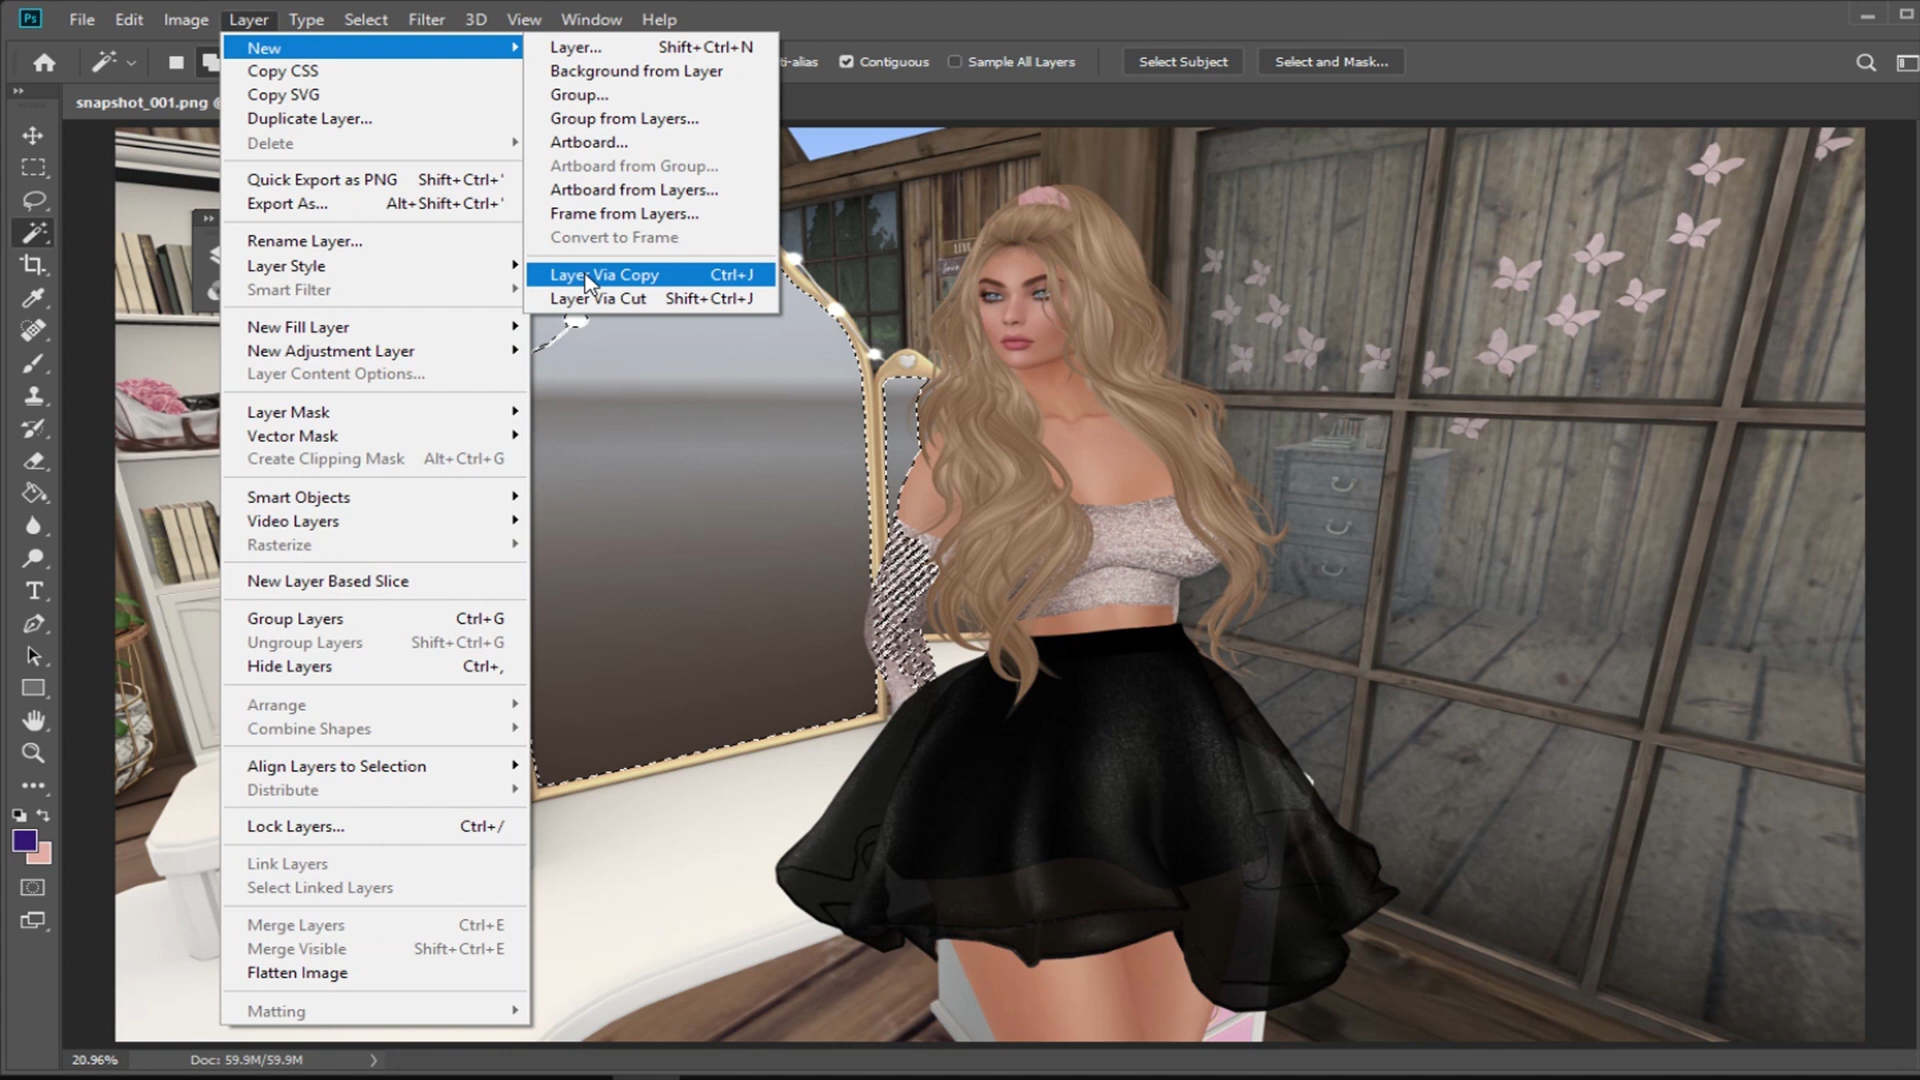 Ps File Edit Image Layer Type Select Filter 3D View Window Help
ti-alias Contiguous Sample All Layers Select Subject Select and Mask...
snapshot_001.png @
New
Copy CSS
Copy SVG
Duplicate Layer...
Delete
Quick Export as PNG Shift+Ctrl+'
Export As... Alt+Shift+Ctrl+'
Rename Layer...
Layer Style
Smart Filter
New Fill Layer
New Adjustment Layer
Layer Content Options...
Layer Mask
Vector Mask
Create Clipping Mask Alt+Ctrl+G
Smart Objects
Video Layers
Rasterize
New Layer Based Slice
Group Layers Ctrl+G
Ungroup Layers Shift+Ctrl+G
Hide Layers Ctrl+,
Arrange
Combine Shapes
Align Layers to Selection
Distribute
Lock Layers... Ctrl+/
Link Layers
Select Linked Layers
Merge Layers Ctrl+E
Merge Visible Shift+Ctrl+E
Flatten Image
Matting
Layer... Shift+Ctrl+N
Background from Layer
Group...
Group from Layers...
Artboard...
Artboard from Group...
Artboard from Layers...
Frame from Layers...
Convert to Frame
Layer Via Copy Ctrl+J
Layer Via Cut Shift+Ctrl+J
20.96% Doc: 59.9M/59.9M